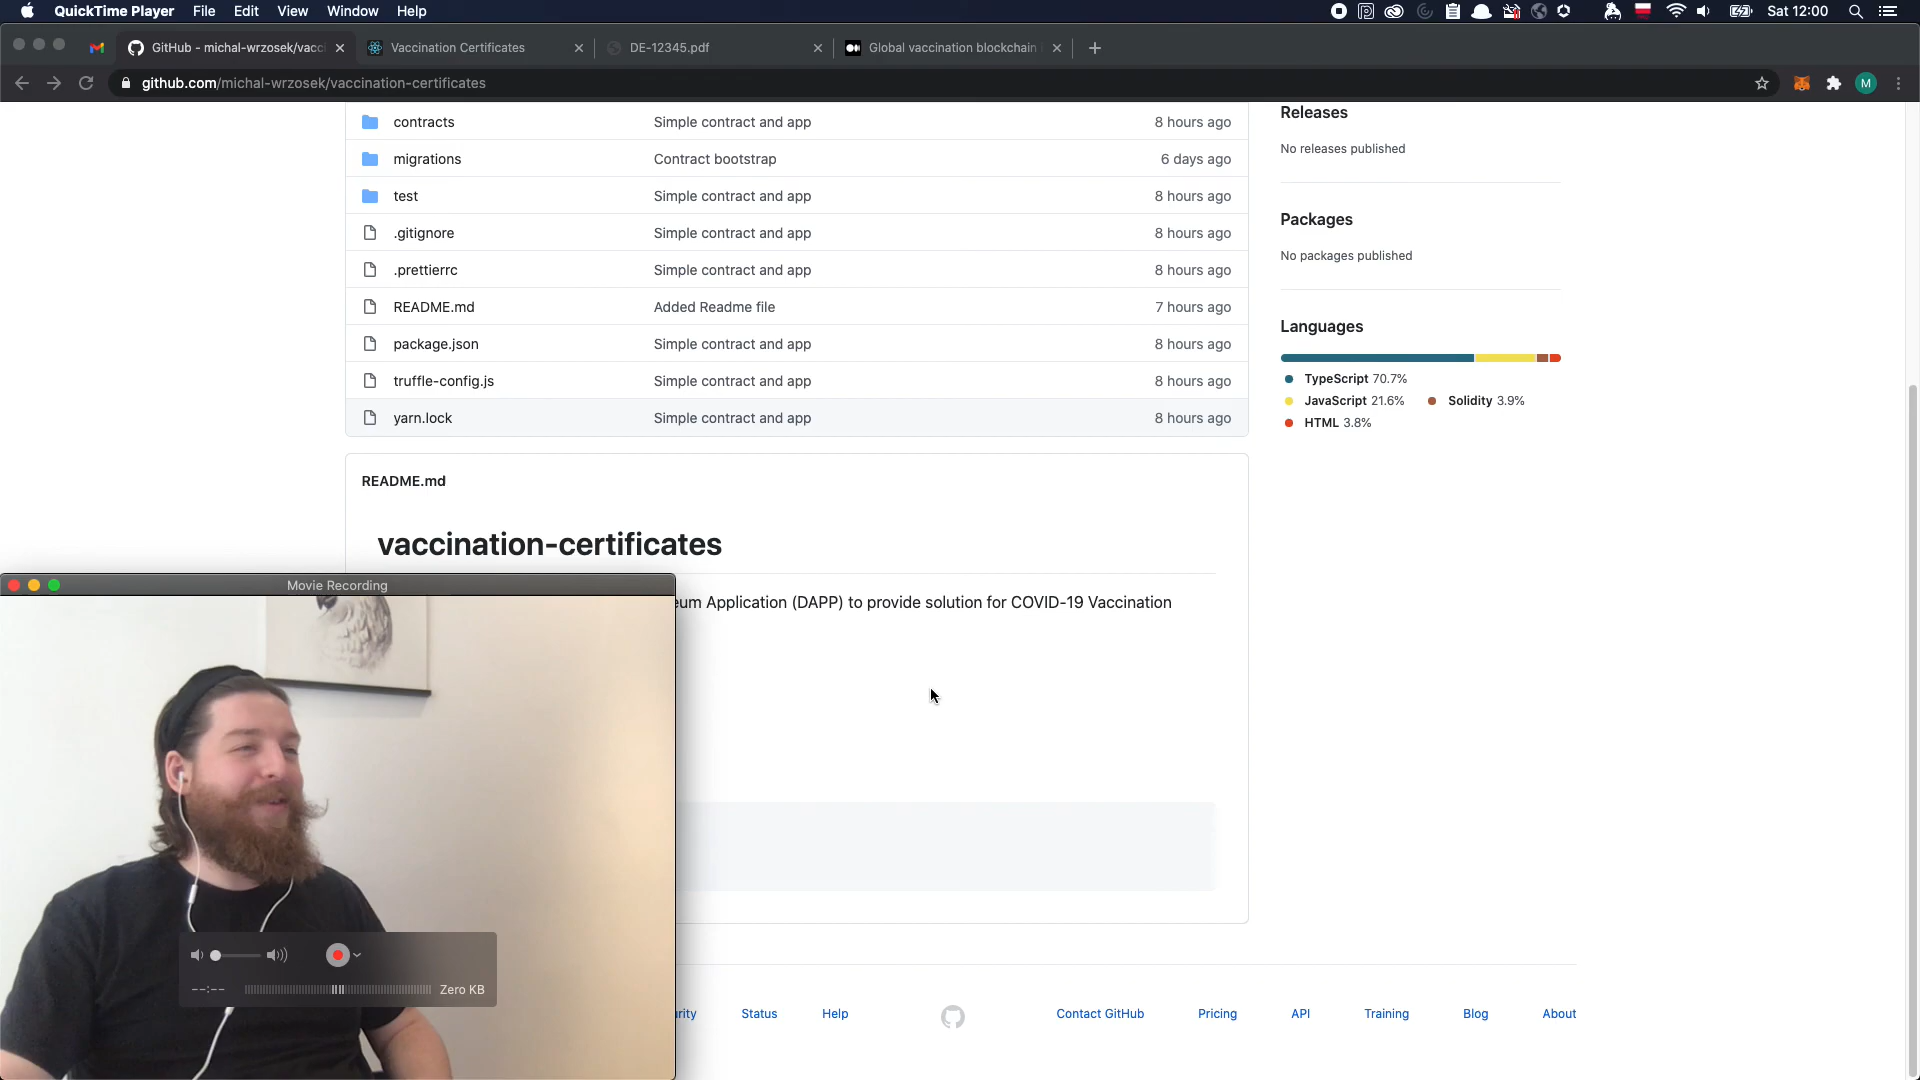 QuickTime Player File Edit View Window Help
Sat 12:00
GitHub - michal-wrzosek/vacci
Vaccination Certificates
DE-12345.pdf
Global vaccination blockchain
github.com/michal-wrzosek/vaccination-certificates
M
contracts Simple contract and app 8 hours ago
migrations Contract bootstrap 6 days ago
test Simple contract and app 8 hours ago
.gitignore Simple contract and app 8 hours ago
.prettierrc Simple contract and app 8 hours ago
README.md Added Readme file 7 hours ago
package.json Simple contract and app 8 hours ago
truffle-config.js Simple contract and app 8 hours ago
yarn.lock Simple contract and app 8 hours ago
Releases
No releases published
Packages
No packages published
Languages
TypeScript 70.7%
JavaScript 21.6% Solidity 3.9%
HTML 3.8%
README.md
vaccination-certificates
eum Application (DAPP) to provide solution for COVID-19 Vaccination
Movie Recording
--:-- Zero KB
urity Status Help Contact GitHub Pricing API Training Blog About